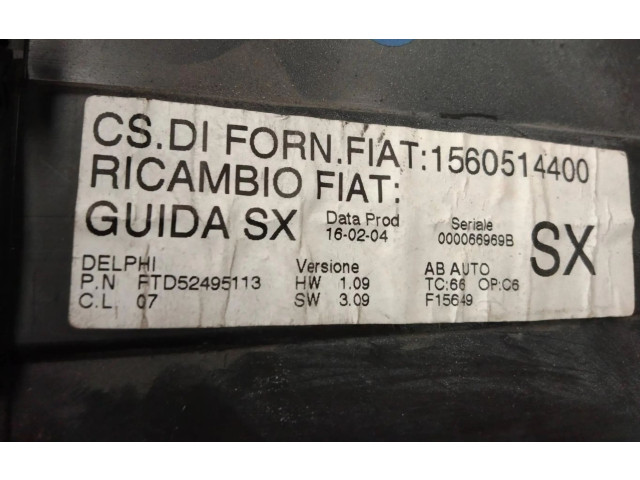 CS.DI FORN.FIAT:1560514400
RICAMBIO FIAT:
GUIDA SX Data Prod 16-02-04 Seriale 000066969B SX
DELPHI Versione AB AUTO
P.N FTD52495113 HW 1.09 TC:66 OP:C6
C.L 07 SW 3.09 F15649